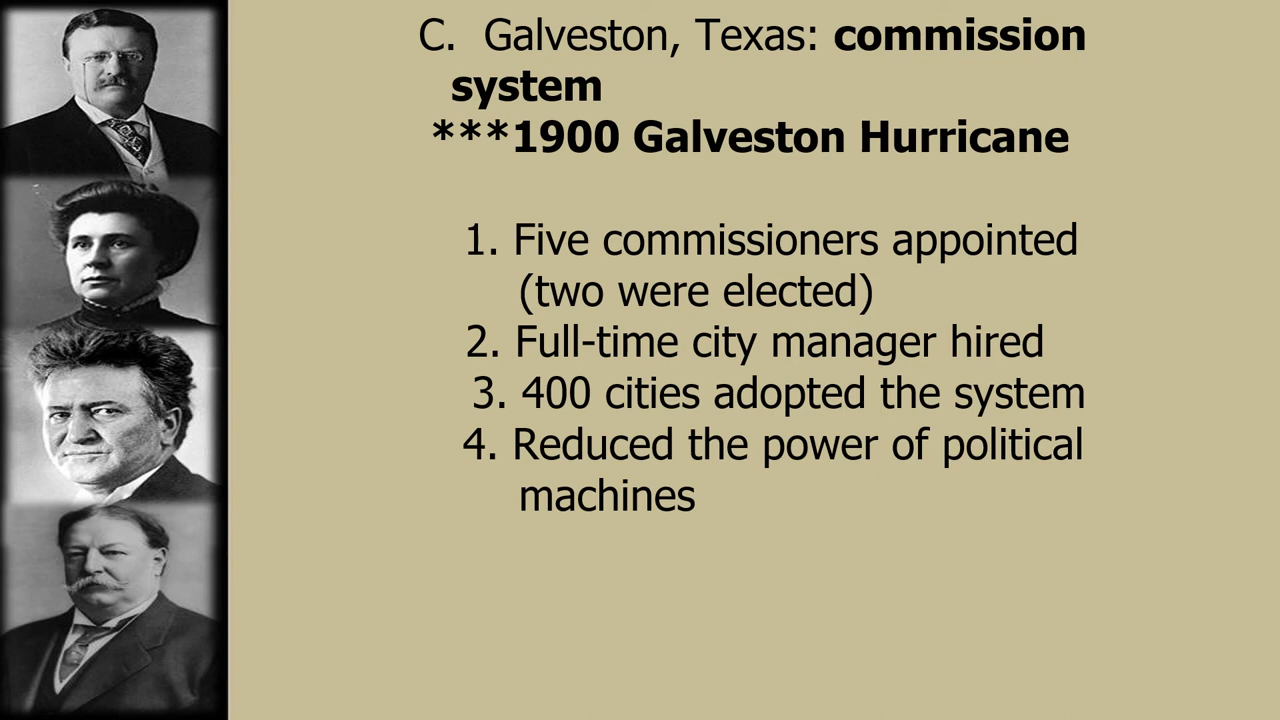 C. Galveston, Texas: commission
system
***1900 Galveston Hurricane
1. Five commissioners appointed
(two were elected)
2. Full-time city manager hired
3. 400 cities adopted the system
4. Reduced the power of political
machines